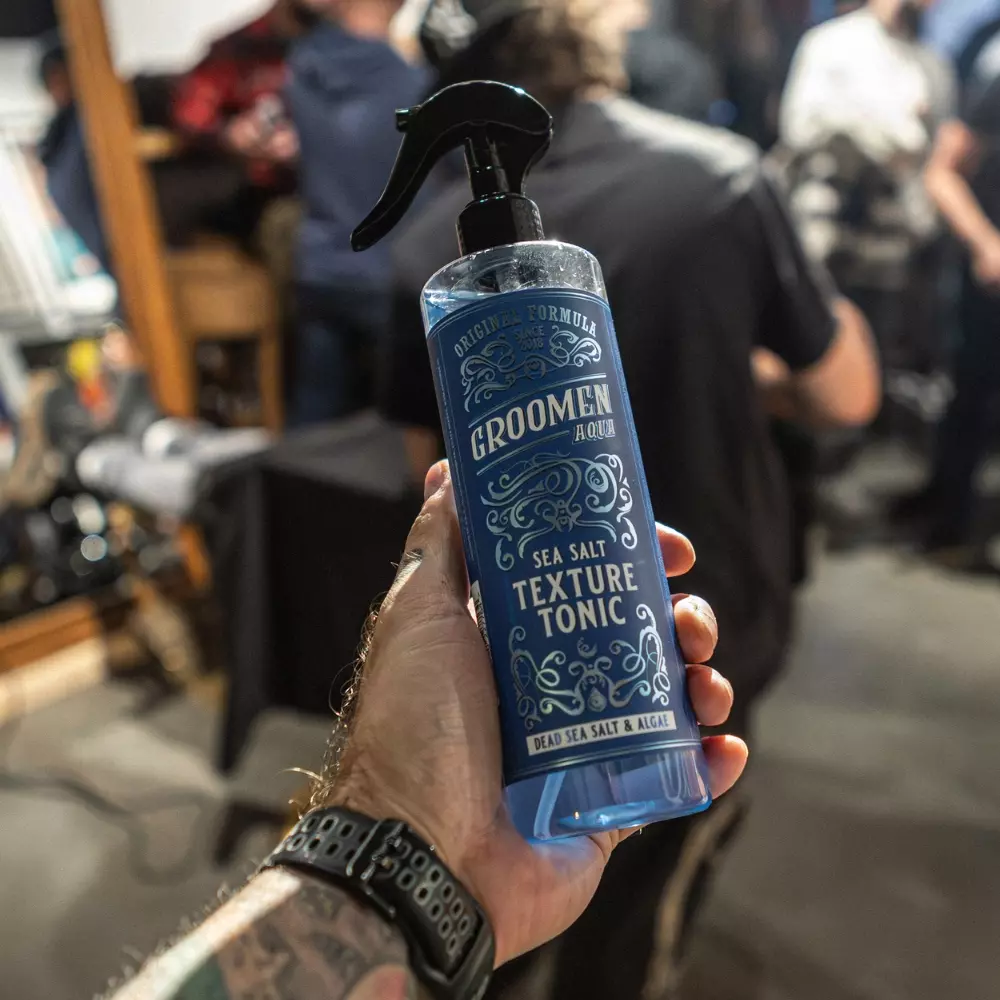 ORIGINAL FORMULA
SINCE
2018
GROOMEN
AQUA
SEA SALT
TEXTURE
TONIC
DEAD SEA SALT & ALGAE